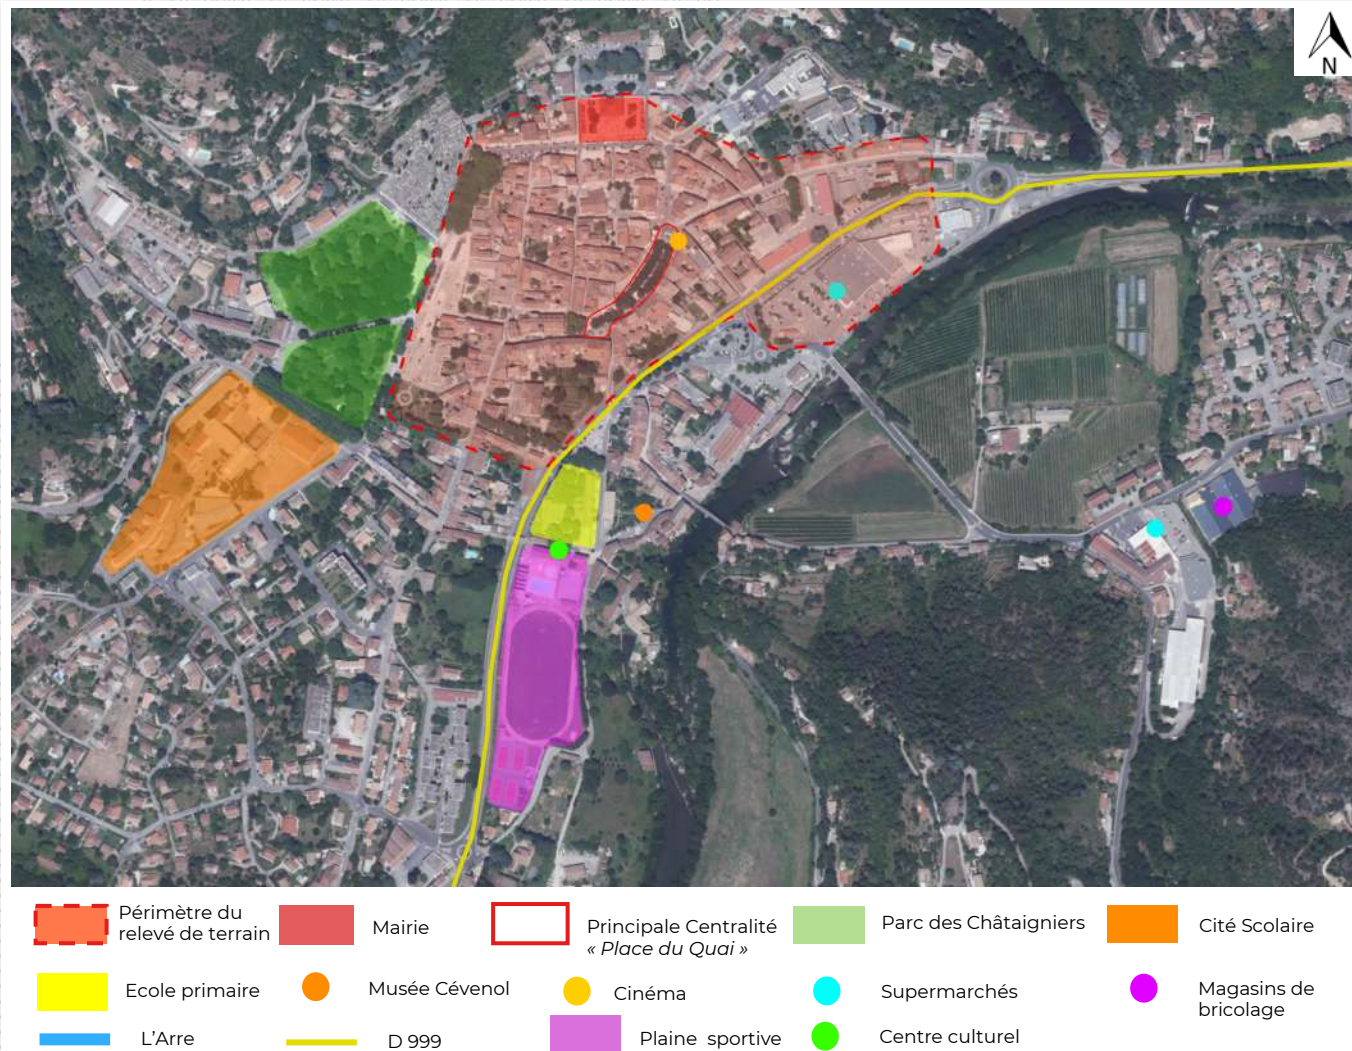 N
Périmètre du
relevé de terrain
Mairie
Principale Centralité
« Place du Quai »
Parc des Châtaigniers
Cité Scolaire
Ecole primaire
Musée Cévenol
Cinéma
Supermarchés
Magasins de
bricolage
L'Arre
D 999
Plaine sportive
Centre culturel